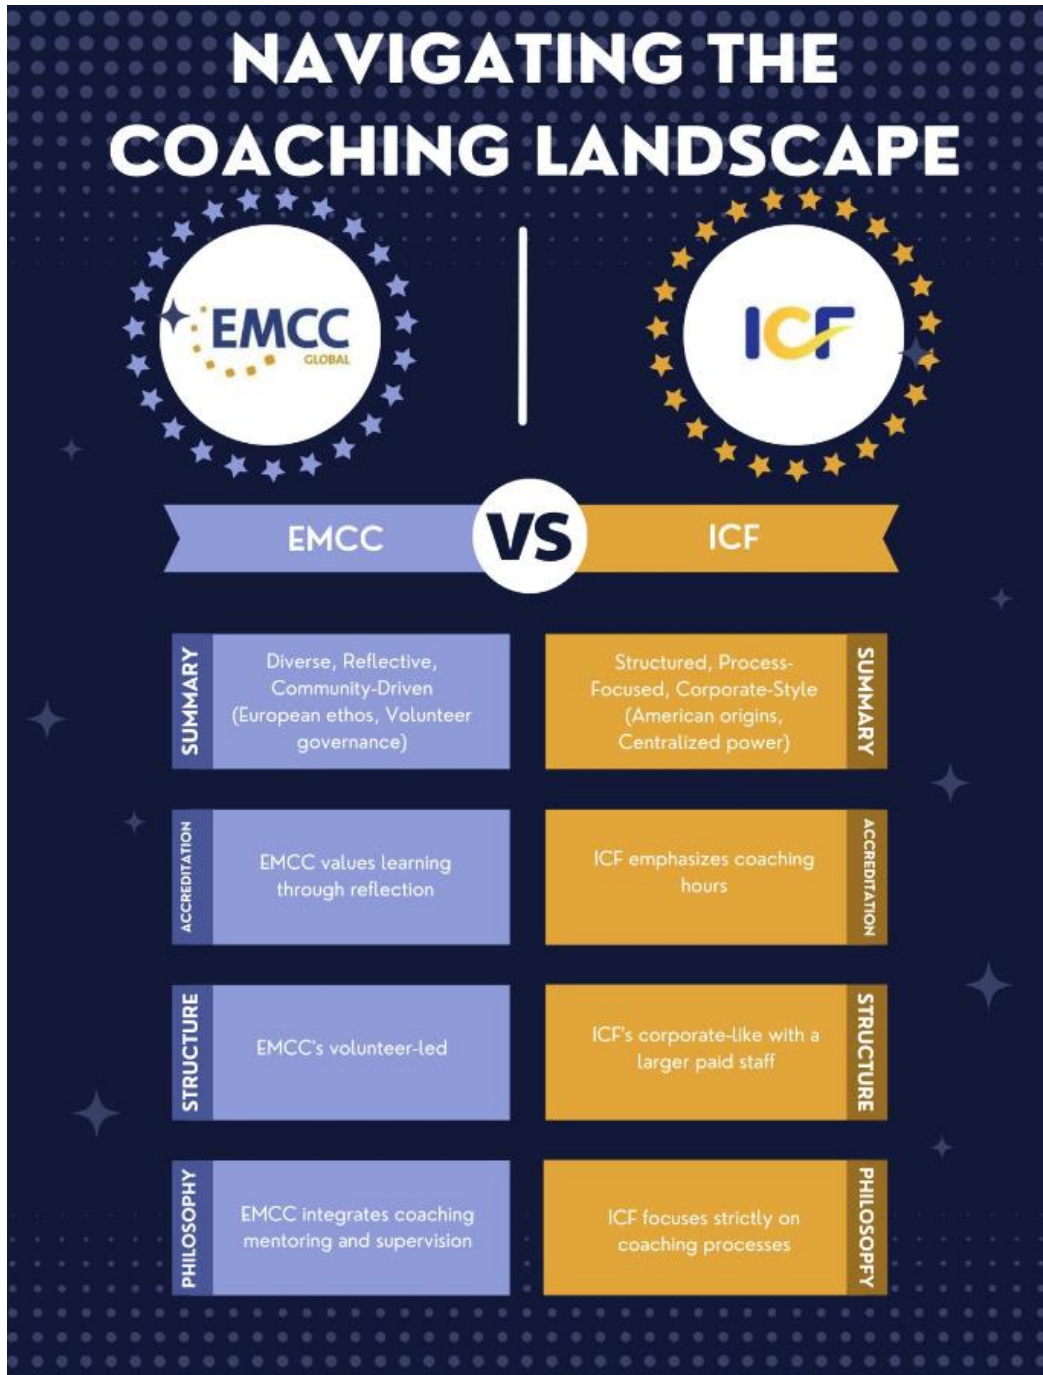 NAVIGATING THE
COACHING LANDSCAPE
EMCC
GLOBAL
ICF
EMCC
VS
ICF
SUMMARY
Diverse, Reflective,
Community-Driven
(European ethos, Volunteer
governance)
Structured, Process-
Focused, Corporate-Style
(American origins,
Centralized power)
SUMMARY
ACCREDITATION
EMCC values learning
through reflection
ICF emphasizes coaching
hours
ACCREDITATION
STRUCTURE
EMCC's volunteer-led
ICF's corporate-like with a
larger paid staff
STRUCTURE
PHILOSOPHY
EMCC integrates coaching
mentoring and supervision
ICF focuses strictly on
coaching processes
PHILOSOPFY